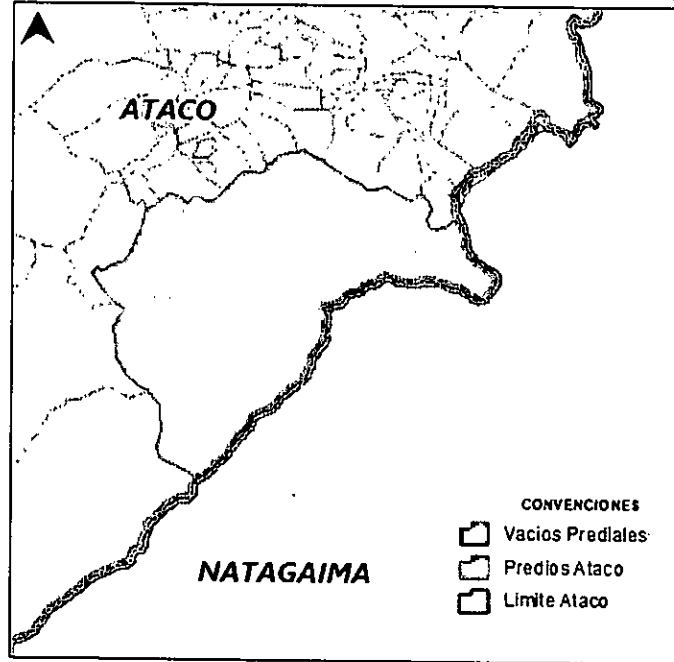 ATACO
NATAGAIMA
CONVENCIONES
Vacios Prediales
Predios Ataco
Limite Ataco